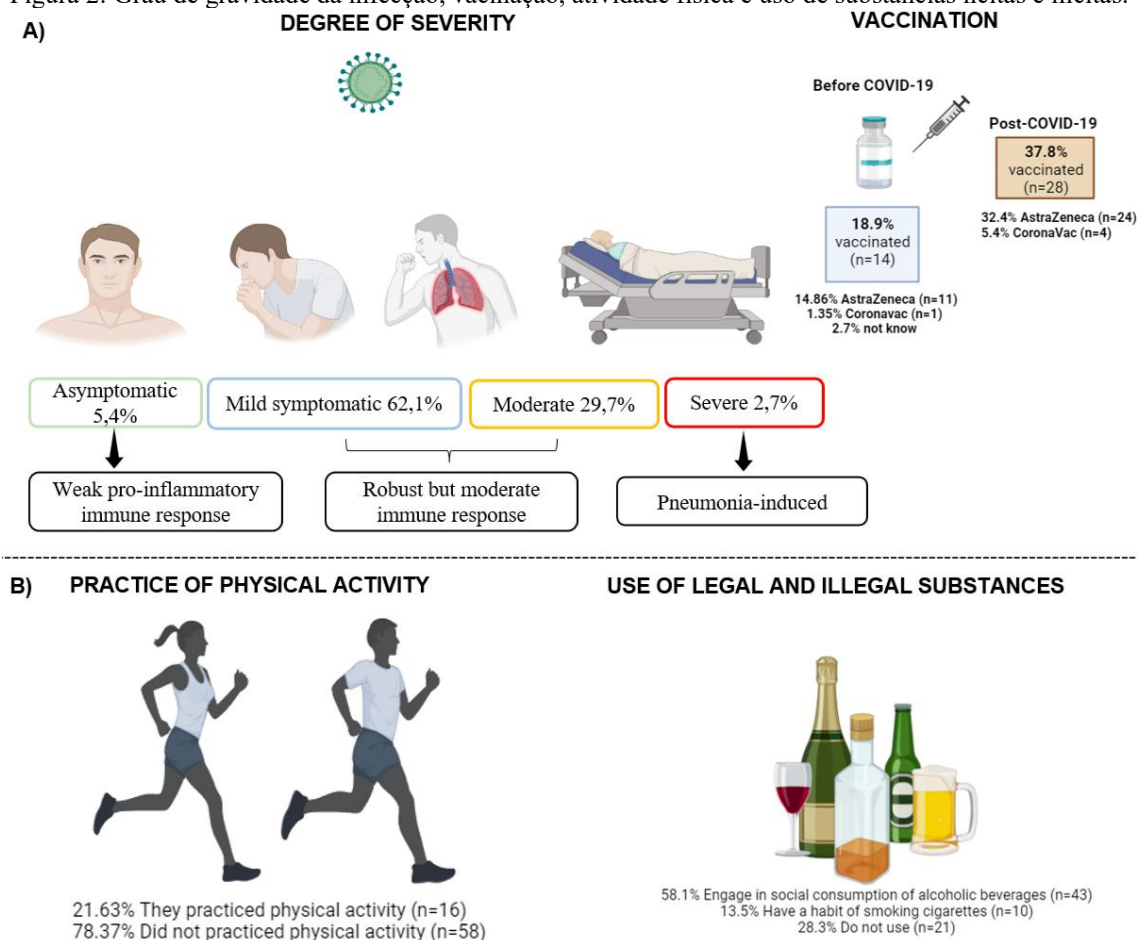 Figura 2: Grau de gravidade da infecção, vacinação, atividade física e uso de substâncias lícitas e ilícitas.
A)
DEGREE OF SEVERITY
Asymptomatic
5,4%
Mild symptomatic 62,1%
Moderate 29,7%
Severe 2,7%
Weak pro-inflammatory
immune response
Robust but moderate
immune response
Pneumonia-induced
VACCINATION
Before COVID-19
18.9%
vaccinated
(n=14)
14.86% AstraZeneca (n=11)
1.35% Coronavac (n=1)
2.7% not know
Post-COVID-19
37.8%
vaccinated
(n=28)
32.4% AstraZeneca (n=24)
5.4% CoronaVac (n=4)
B)
PRACTICE OF PHYSICAL ACTIVITY
21.63% They practiced physical activity (n=16)
78.37% Did not practiced physical activity (n=58)
USE OF LEGAL AND ILLEGAL SUBSTANCES
58.1% Engage in social consumption of alcoholic beverages (n=43)
13.5% Have a habit of smoking cigarettes (n=10)
28.3% Do not use (n=21)